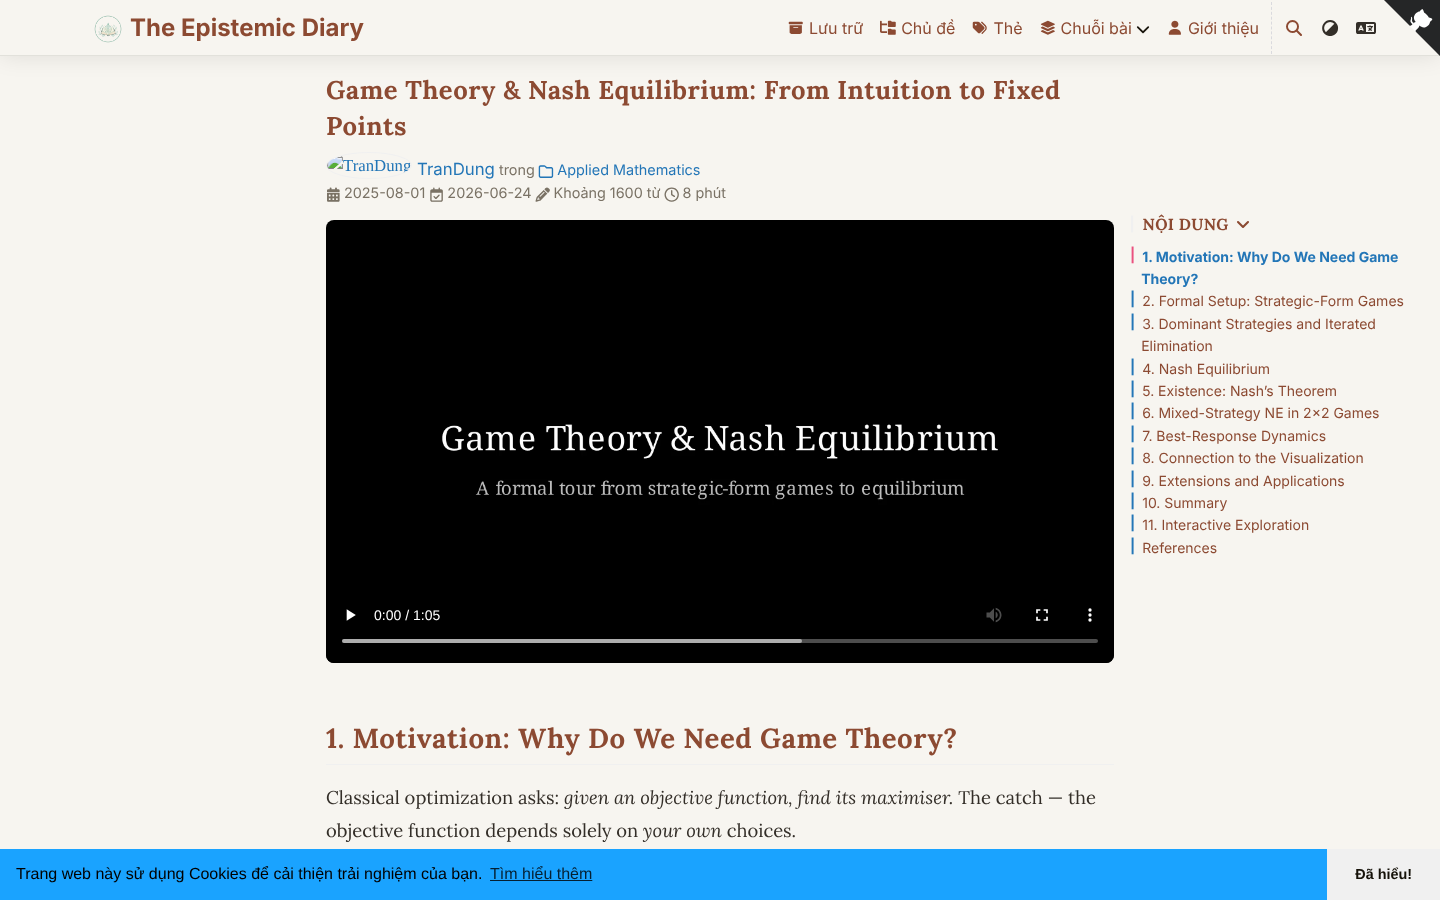 The Epistemic Diary
Lưu trữ
Chủ đề
Thẻ
Chuỗi bài
Giới thiệu
Game Theory & Nash Equilibrium: From Intuition to Fixed
Points
TranDung TranDung trong Applied Mathematics
2025-08-01 2026-06-24 Khoảng 1600 từ 8 phút
Game Theory & Nash Equilibrium
A formal tour from strategic-form games to equilibrium
0:00 / 1:05
NỘI DUNG
1. Motivation: Why Do We Need Game
Theory?
2. Formal Setup: Strategic-Form Games
3. Dominant Strategies and Iterated
Elimination
4. Nash Equilibrium
5. Existence: Nash’s Theorem
6. Mixed-Strategy NE in 2×2 Games
7. Best-Response Dynamics
8. Connection to the Visualization
9. Extensions and Applications
10. Summary
11. Interactive Exploration
References
1. Motivation: Why Do We Need Game Theory?
Classical optimization asks: given an objective function, find its maximiser. The catch — the
objective function depends solely on your own choices.
Trang web này sử dụng Cookies để cải thiện trải nghiệm của bạn. Tìm hiểu thêm
Đã hiểu!